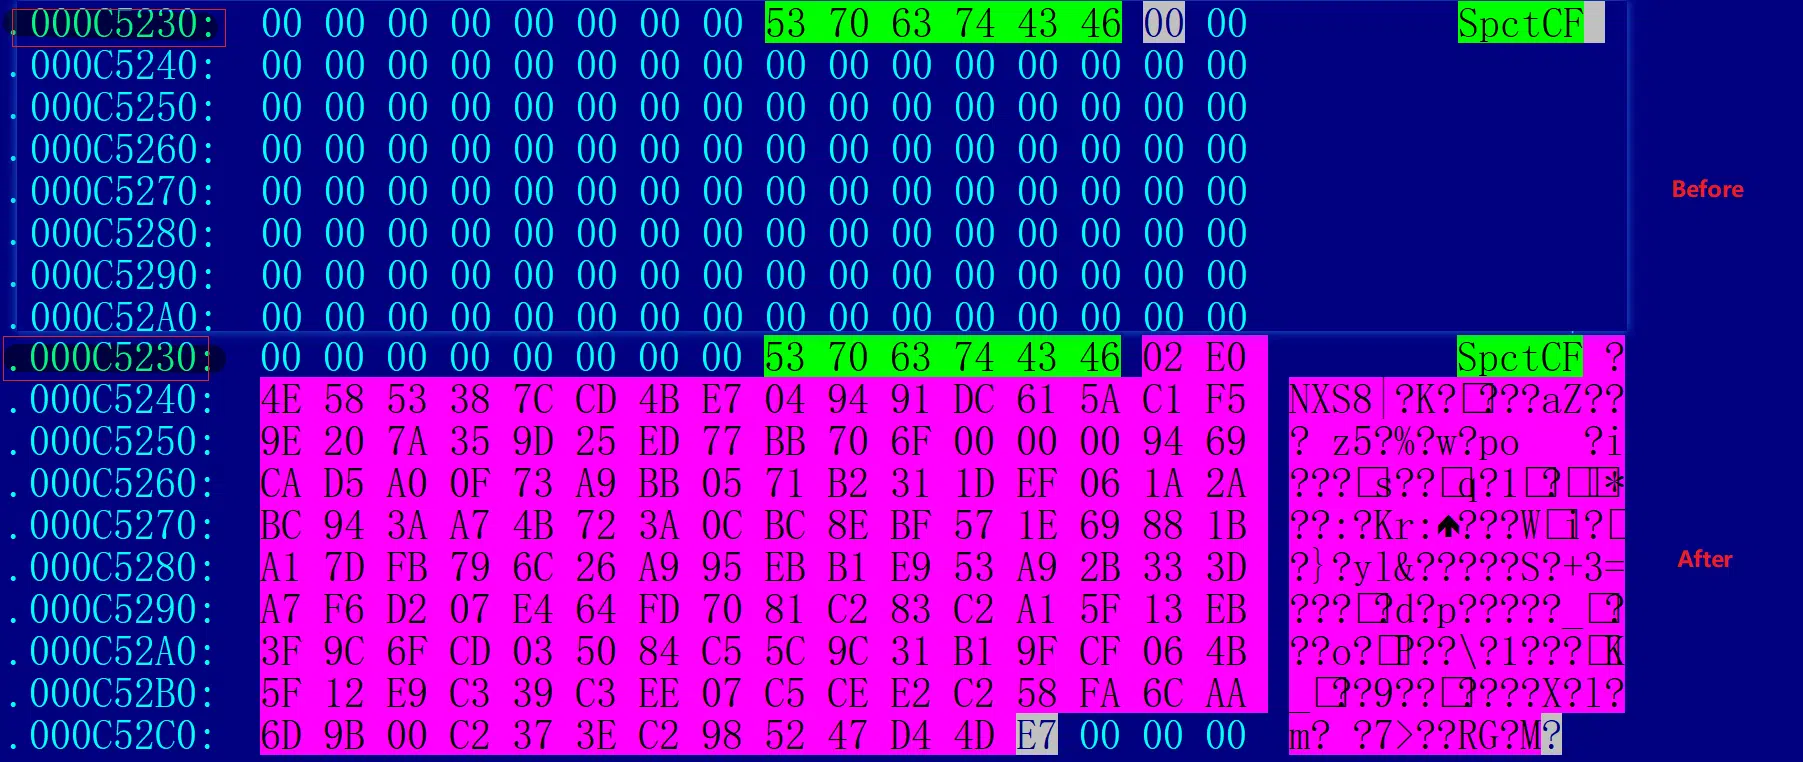 .000C5230: 00 00 00 00 00 00 00 00 53 70 63 74 43 46 00 00 SpctCF
.000C5240: 00 00 00 00 00 00 00 00 00 00 00 00 00 00 00 00
.000C5250: 00 00 00 00 00 00 00 00 00 00 00 00 00 00 00 00
.000C5260: 00 00 00 00 00 00 00 00 00 00 00 00 00 00 00 00
.000C5270: 00 00 00 00 00 00 00 00 00 00 00 00 00 00 00 00
Before
.000C5280: 00 00 00 00 00 00 00 00 00 00 00 00 00 00 00 00
.000C5290: 00 00 00 00 00 00 00 00 00 00 00 00 00 00 00 00
.000C52A0: 00 00 00 00 00 00 00 00 00 00 00 00 00 00 00 00
.000C5230: 00 00 00 00 00 00 00 00 53 70 63 74 43 46 02 E0 SpctCF ?
.000C5240: 4E 58 53 38 7C CD 4B E7 04 94 91 DC 61 5A C1 F5 NXS8|?K?□???aZ??
.000C5250: 9E 20 7A 35 9D 25 ED 77 BB 70 6F 00 00 00 94 69 ? z5?%?w?po   ?i
.000C5260: CA D5 A0 0F 73 A9 BB 05 71 B2 31 1D EF 06 1A 2A ???□s??□q?1□?□□*
.000C5270: BC 94 3A A7 4B 72 3A 0C BC 8E BF 57 1E 69 88 1B ??:?Kr:♠???W□i?□
.000C5280: A1 7D FB 79 6C 26 A9 95 EB B1 E9 53 A9 2B 33 3D ?}?yl&?????S?+3=
After
.000C5290: A7 F6 D2 07 E4 64 FD 70 81 C2 83 C2 A1 5F 13 EB ???□?d?p?????_□?
.000C52A0: 3F 9C 6F CD 03 50 84 C5 5C 9C 31 B1 9F CF 06 4B ??o?□P??\?1???□K
.000C52B0: 5F 12 E9 C3 39 C3 EE 07 C5 CE E2 C2 58 FA 6C AA _□??9??□????X?l?
.000C52C0: 6D 9B 00 C2 37 3E C2 98 52 47 D4 4D E7 00 00 00 m? ?7>??RG?M?